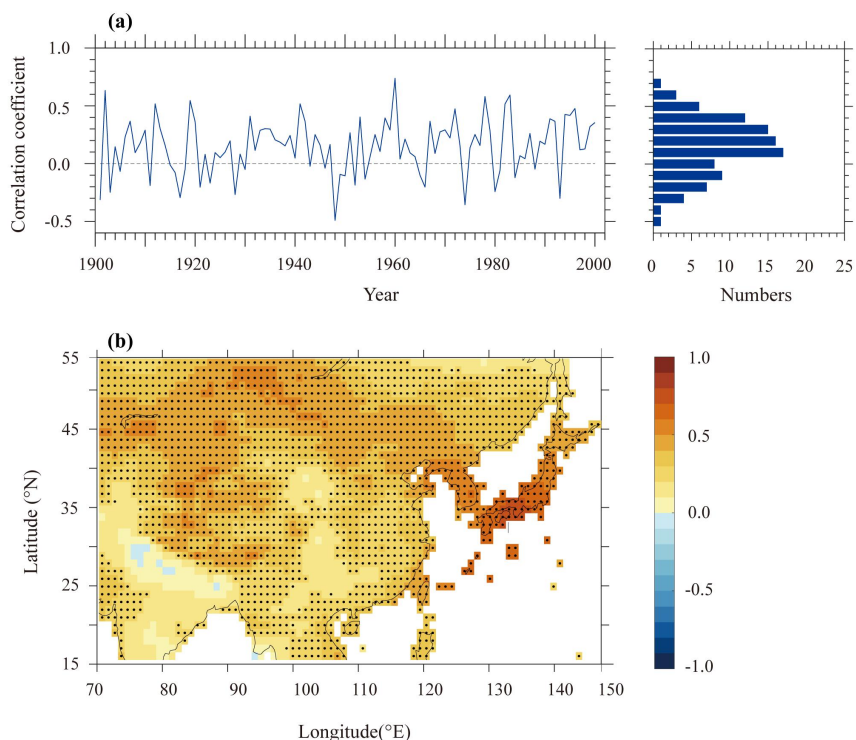 (a)
Correlation coefficient
1.0
0.5
0.0
-0.5
1900 1920 1940 1960 1980 2000
Year
0 5 10 15 20 25
Numbers
(b)
Latitude (°N)
55
45
35
25
15
70 80 90 100 110 120 130 140 150
Longitude(°E)
1.0
0.5
0.0
-0.5
-1.0